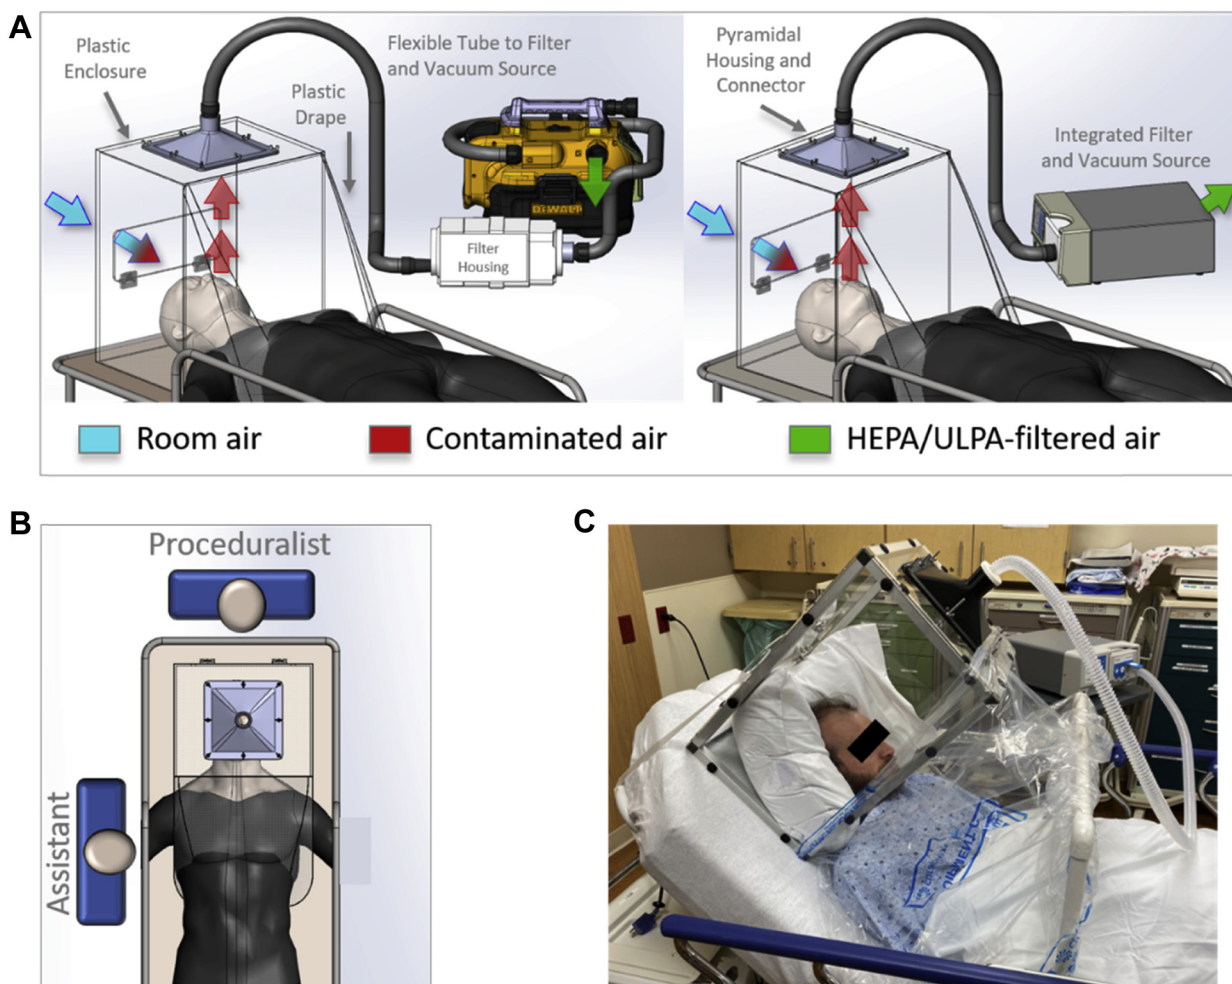 A
Plastic
Enclosure
Flexible Tube to Filter
and Vacuum Source
Plastic
Drape
DEWALT
Filter
Housing
Pyramidal
Housing and
Connector
Integrated Filter
and Vacuum Source
Room air
Contaminated air
HEPA/ULPA-filtered air
B
Proceduralist
Assistant
C